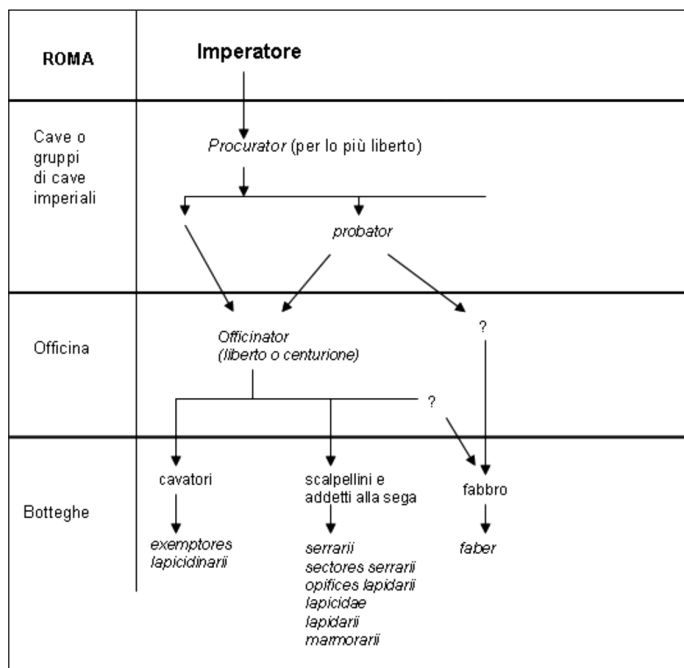 ROMA
Imperatore
Cave o
gruppi
di cave
imperiali
Procurator (per lo più liberto)
probator
Officina
Officinator
(liberto o centurione)
?
?
Botteghe
cavatori
exemptores
lapicidinarii
scalpellini e
addetti alla sega
serrarii
sectores serrarii
opifices lapidarii
lapicidae
lapidarii
marmorarii
fabbro
faber